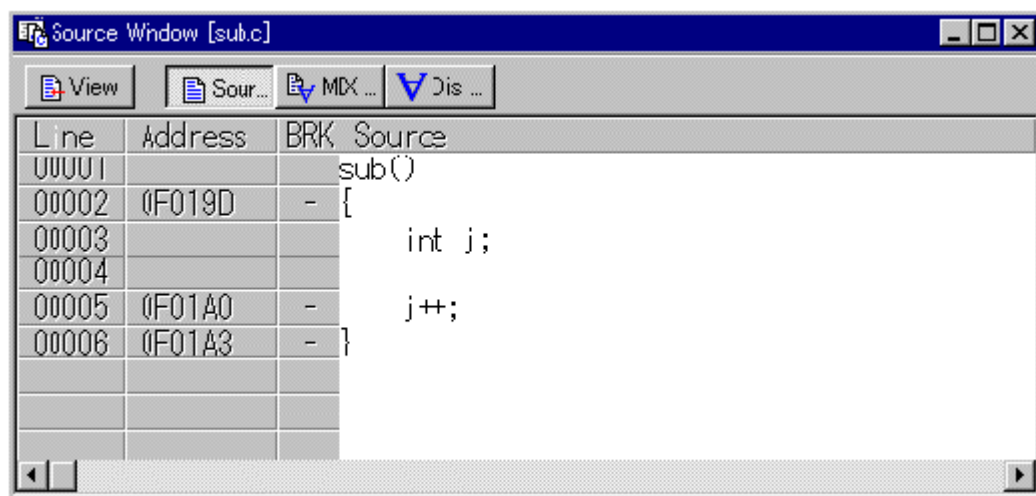 Source Window [sub.c]
View Sour... MIX ... Dis ...
Line Address BRK Source
00001 sub()
00002 0F019D - {
00003 int j;
00004
00005 0F01A0 - j++;
00006 0F01A3 - }